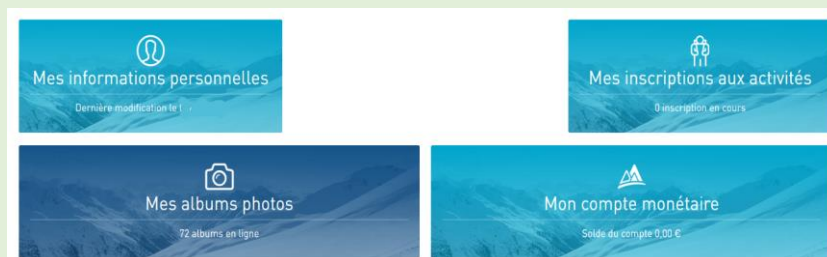 Mes informations personnelles
Dernière modification le
Mes inscriptions aux activités
0 inscription en cours
Mes albums photos
72 albums en ligne
Mon compte monétaire
Solde du compte 0,00 €